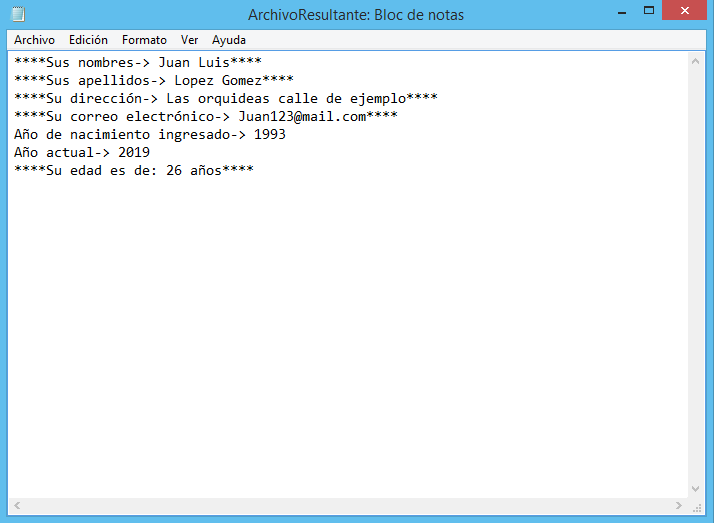 ArchivoResultante: Bloc de notas
Archivo Edición Formato Ver Ayuda
****Sus nombres-> Juan Luis****
****Sus apellidos-> Lopez Gomez****
****Su dirección-> Las orquideas calle de ejemplo****
****Su correo electrónico-> Juan123@mail.com****
Año de nacimiento ingresado-> 1993
Año actual-> 2019
****Su edad es de: 26 años****